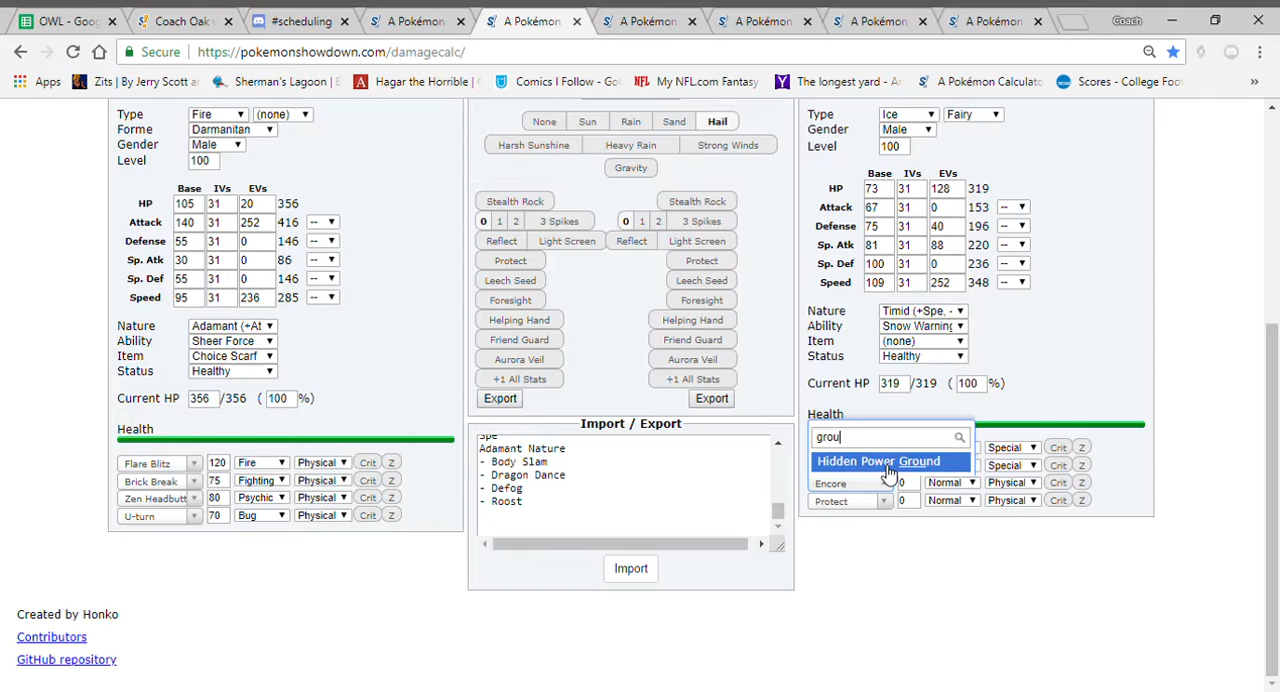 OWL - Goog
Coach Oak w
#scheduling
A Pokémon
A Pokémon
A Pokémon
A Pokémon
A Pokémon
A Pokémon
Coach
Secure
https://pokemonshowdown.com/damagecalc/
Apps
Zits | By Jerry Scott ar
Sherman's Lagoon | E
Hagar the Horrible |
Comics I Follow - Go
NFL
My NFL.com Fantasy
The longest yard - Ar
A Pokémon Calculato
Scores - College Foot
»
Type Fire (none)
Forme Darmanitan
Gender Male
Level 100
Base IVs EVs
HP 105 31 20 356
Attack 140 31 252 416 --
Defense 55 31 0 146 --
Sp. Atk 30 31 0 86 --
Sp. Def 55 31 0 146 --
Speed 95 31 236 285 --
Nature Adamant (+At
Ability Sheer Force
Item Choice Scarf
Status Healthy
Current HP 356 /356 ( 100 %)
Health
Flare Blitz 120 Fire Physical Crit Z
Brick Break 75 Fighting Physical Crit Z
Zen Headbutt 80 Psychic Physical Crit Z
U-turn 70 Bug Physical Crit Z
None Sun Rain Sand Hail
Harsh Sunshine Heavy Rain Strong Winds
Gravity
Stealth Rock Stealth Rock
0 1 2 3 Spikes 0 1 2 3 Spikes
Reflect Light Screen Reflect Light Screen
Protect Protect
Leech Seed Leech Seed
Foresight Foresight
Helping Hand Helping Hand
Friend Guard Friend Guard
Aurora Veil Aurora Veil
+1 All Stats +1 All Stats
Export Export
Import / Export
Spe
Adamant Nature
- Body Slam
- Dragon Dance
- Defog
- Roost
Import
Type Ice Fairy
Gender Male
Level 100
Base IVs EVs
HP 73 31 128 319
Attack 67 31 0 153 --
Defense 75 31 40 196 --
Sp. Atk 81 31 88 220 --
Sp. Def 100 31 0 236 --
Speed 109 31 252 348 --
Nature Timid (+Spe, -
Ability Snow Warning
Item (none)
Status Healthy
Current HP 319 /319 ( 100 %)
Health
grou
Special Crit Z
Hidden Power Ground Special Crit Z
Encore 0 Normal Physical Crit Z
Protect 0 Normal Physical Crit Z
Created by Honko
Contributors
GitHub repository